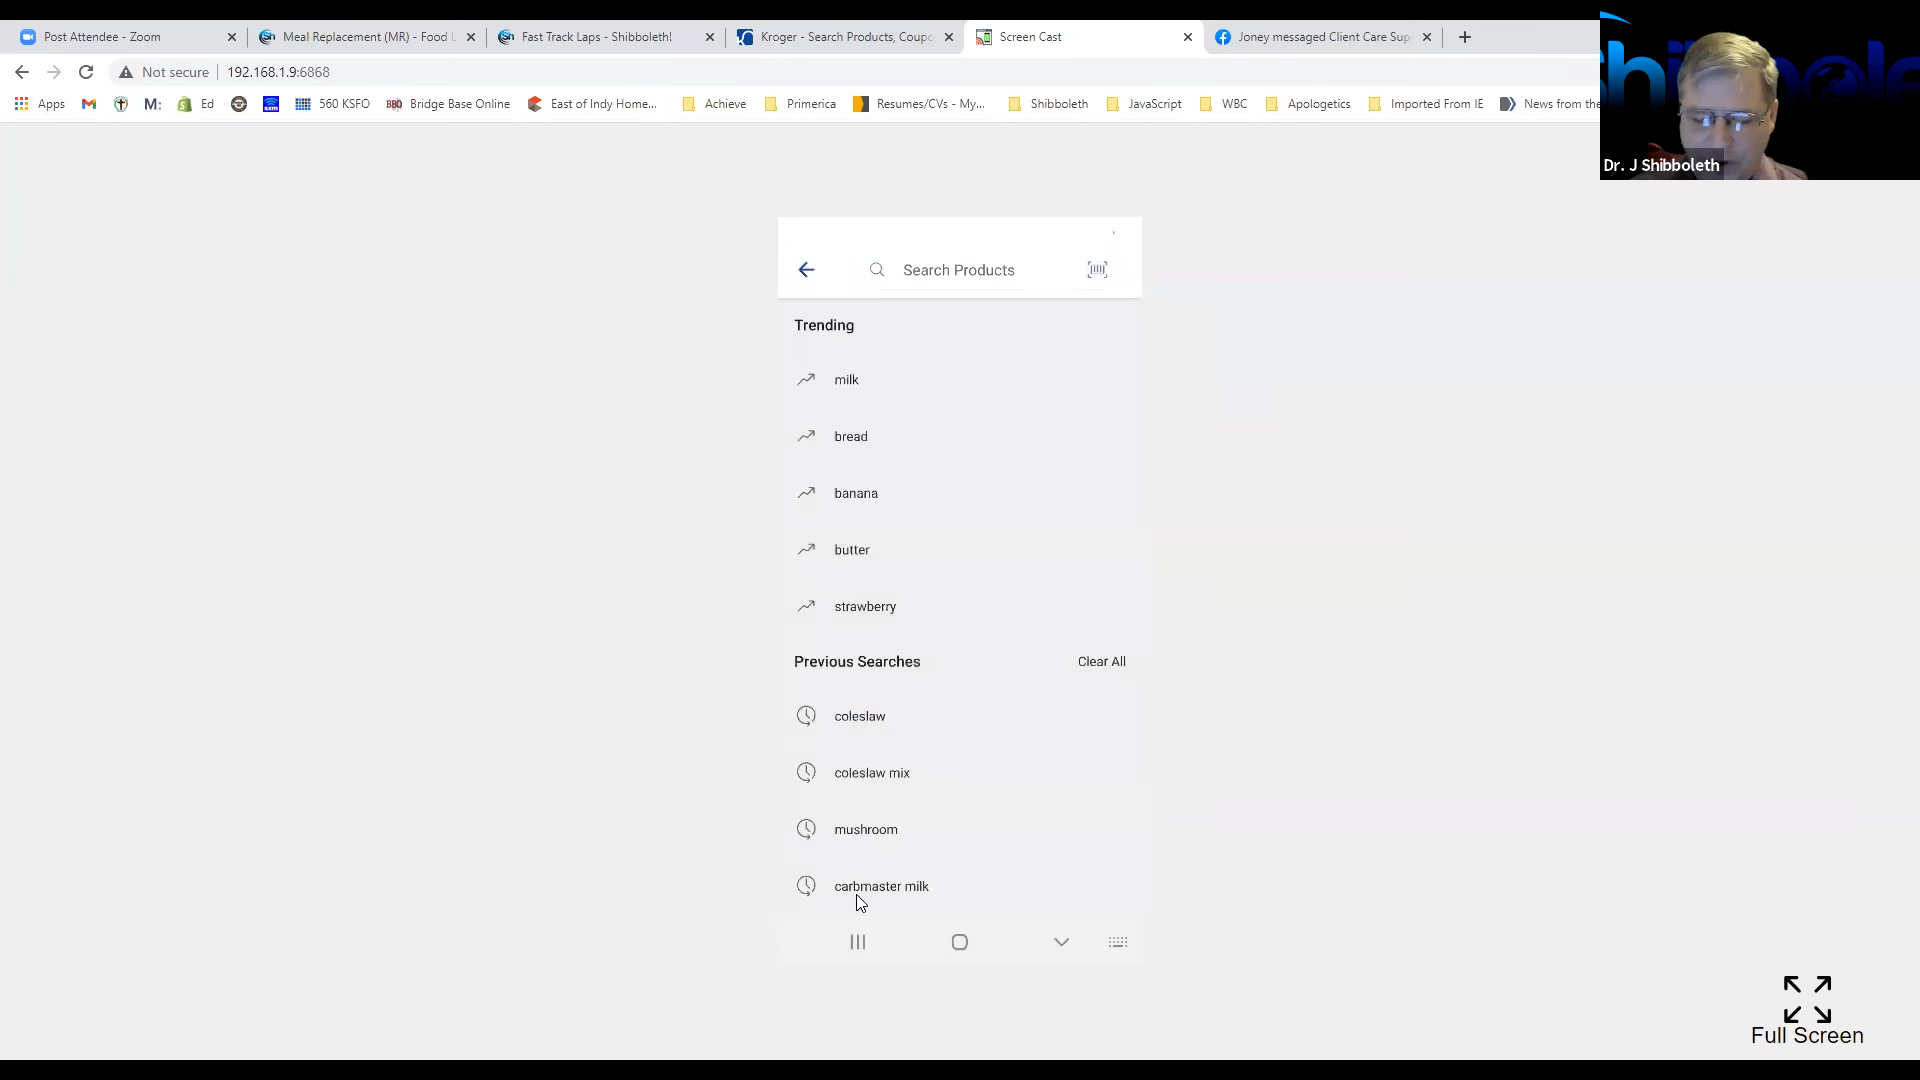 Post Attendee - Zoom
Meal Replacement (MR) - Food L
Fast Track Laps - Shibboleth!
Kroger - Search Products, Coupo
Screen Cast
Joney messaged Client Care Sup
Not secure
192.168.1.9:6868
Apps
M:
Ed
560 KSFO
BBO
Bridge Base Online
East of Indy Home...
Achieve
Primerica
Resumes/CVs - My...
Shibboleth
JavaScript
WBC
Apologetics
Imported From IE
News from the
Dr. J Shibboleth
Search Products
Trending
milk
bread
banana
butter
strawberry
Previous Searches
Clear All
coleslaw
coleslaw mix
mushroom
carbmaster milk
Full Screen